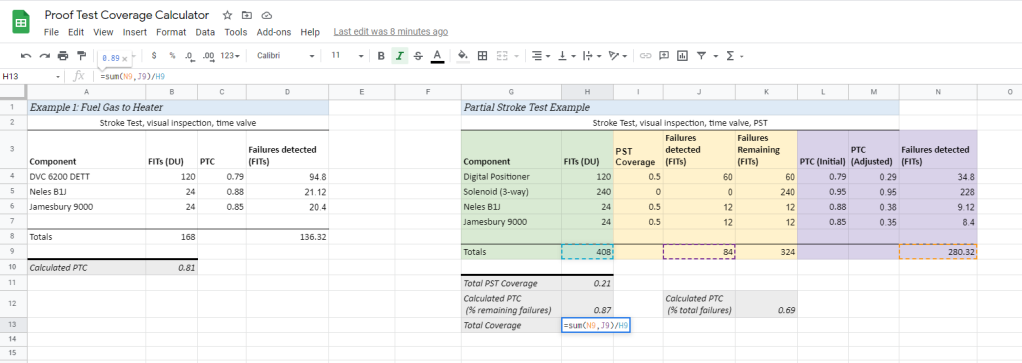 Proof Test Coverage Calculator
File Edit View Insert Format Data Tools Add-ons Help Last edit was 8 minutes ago
0.89 × $ % .0 .00 123 Calibri 11 B I S A
H13 fx =sum(N9,J9)/H9
A B C D E F G H I J K L M N O
1 Example 1: Fuel Gas to Heater Partial Stroke Test Example
2 Stroke Test, visual inspection, time valve Stroke Test, visual inspection, time valve, PST
3 Component FITs (DU) PTC Failures detected (FITs) Component FITs (DU) PST Coverage Failures detected (FITs) Failures Remaining (FITs) PTC (Initial) PTC (Adjusted) Failures detected (FITs)
4 DVC 6200 DETT 120 0.79 94.8 Digital Positioner 120 0.5 60 60 0.79 0.29 34.8
5 Neles B1J 24 0.88 21.12 Solenoid (3-way) 240 0 0 240 0.95 0.95 228
6 Jamesbury 9000 24 0.85 20.4 Neles B1J 24 0.5 12 12 0.88 0.38 9.12
7 Jamesbury 9000 24 0.5 12 12 0.85 0.35 8.4
8 Totals 168 136.32
9 Totals 408 84 324 280.32
10 Calculated PTC 0.81
11 Total PST Coverage 0.21
12 Calculated PTC (% remaining failures) 0.87 Calculated PTC (% total failures) 0.69
13 Total Coverage =sum(N9,J9)/H9
14
15